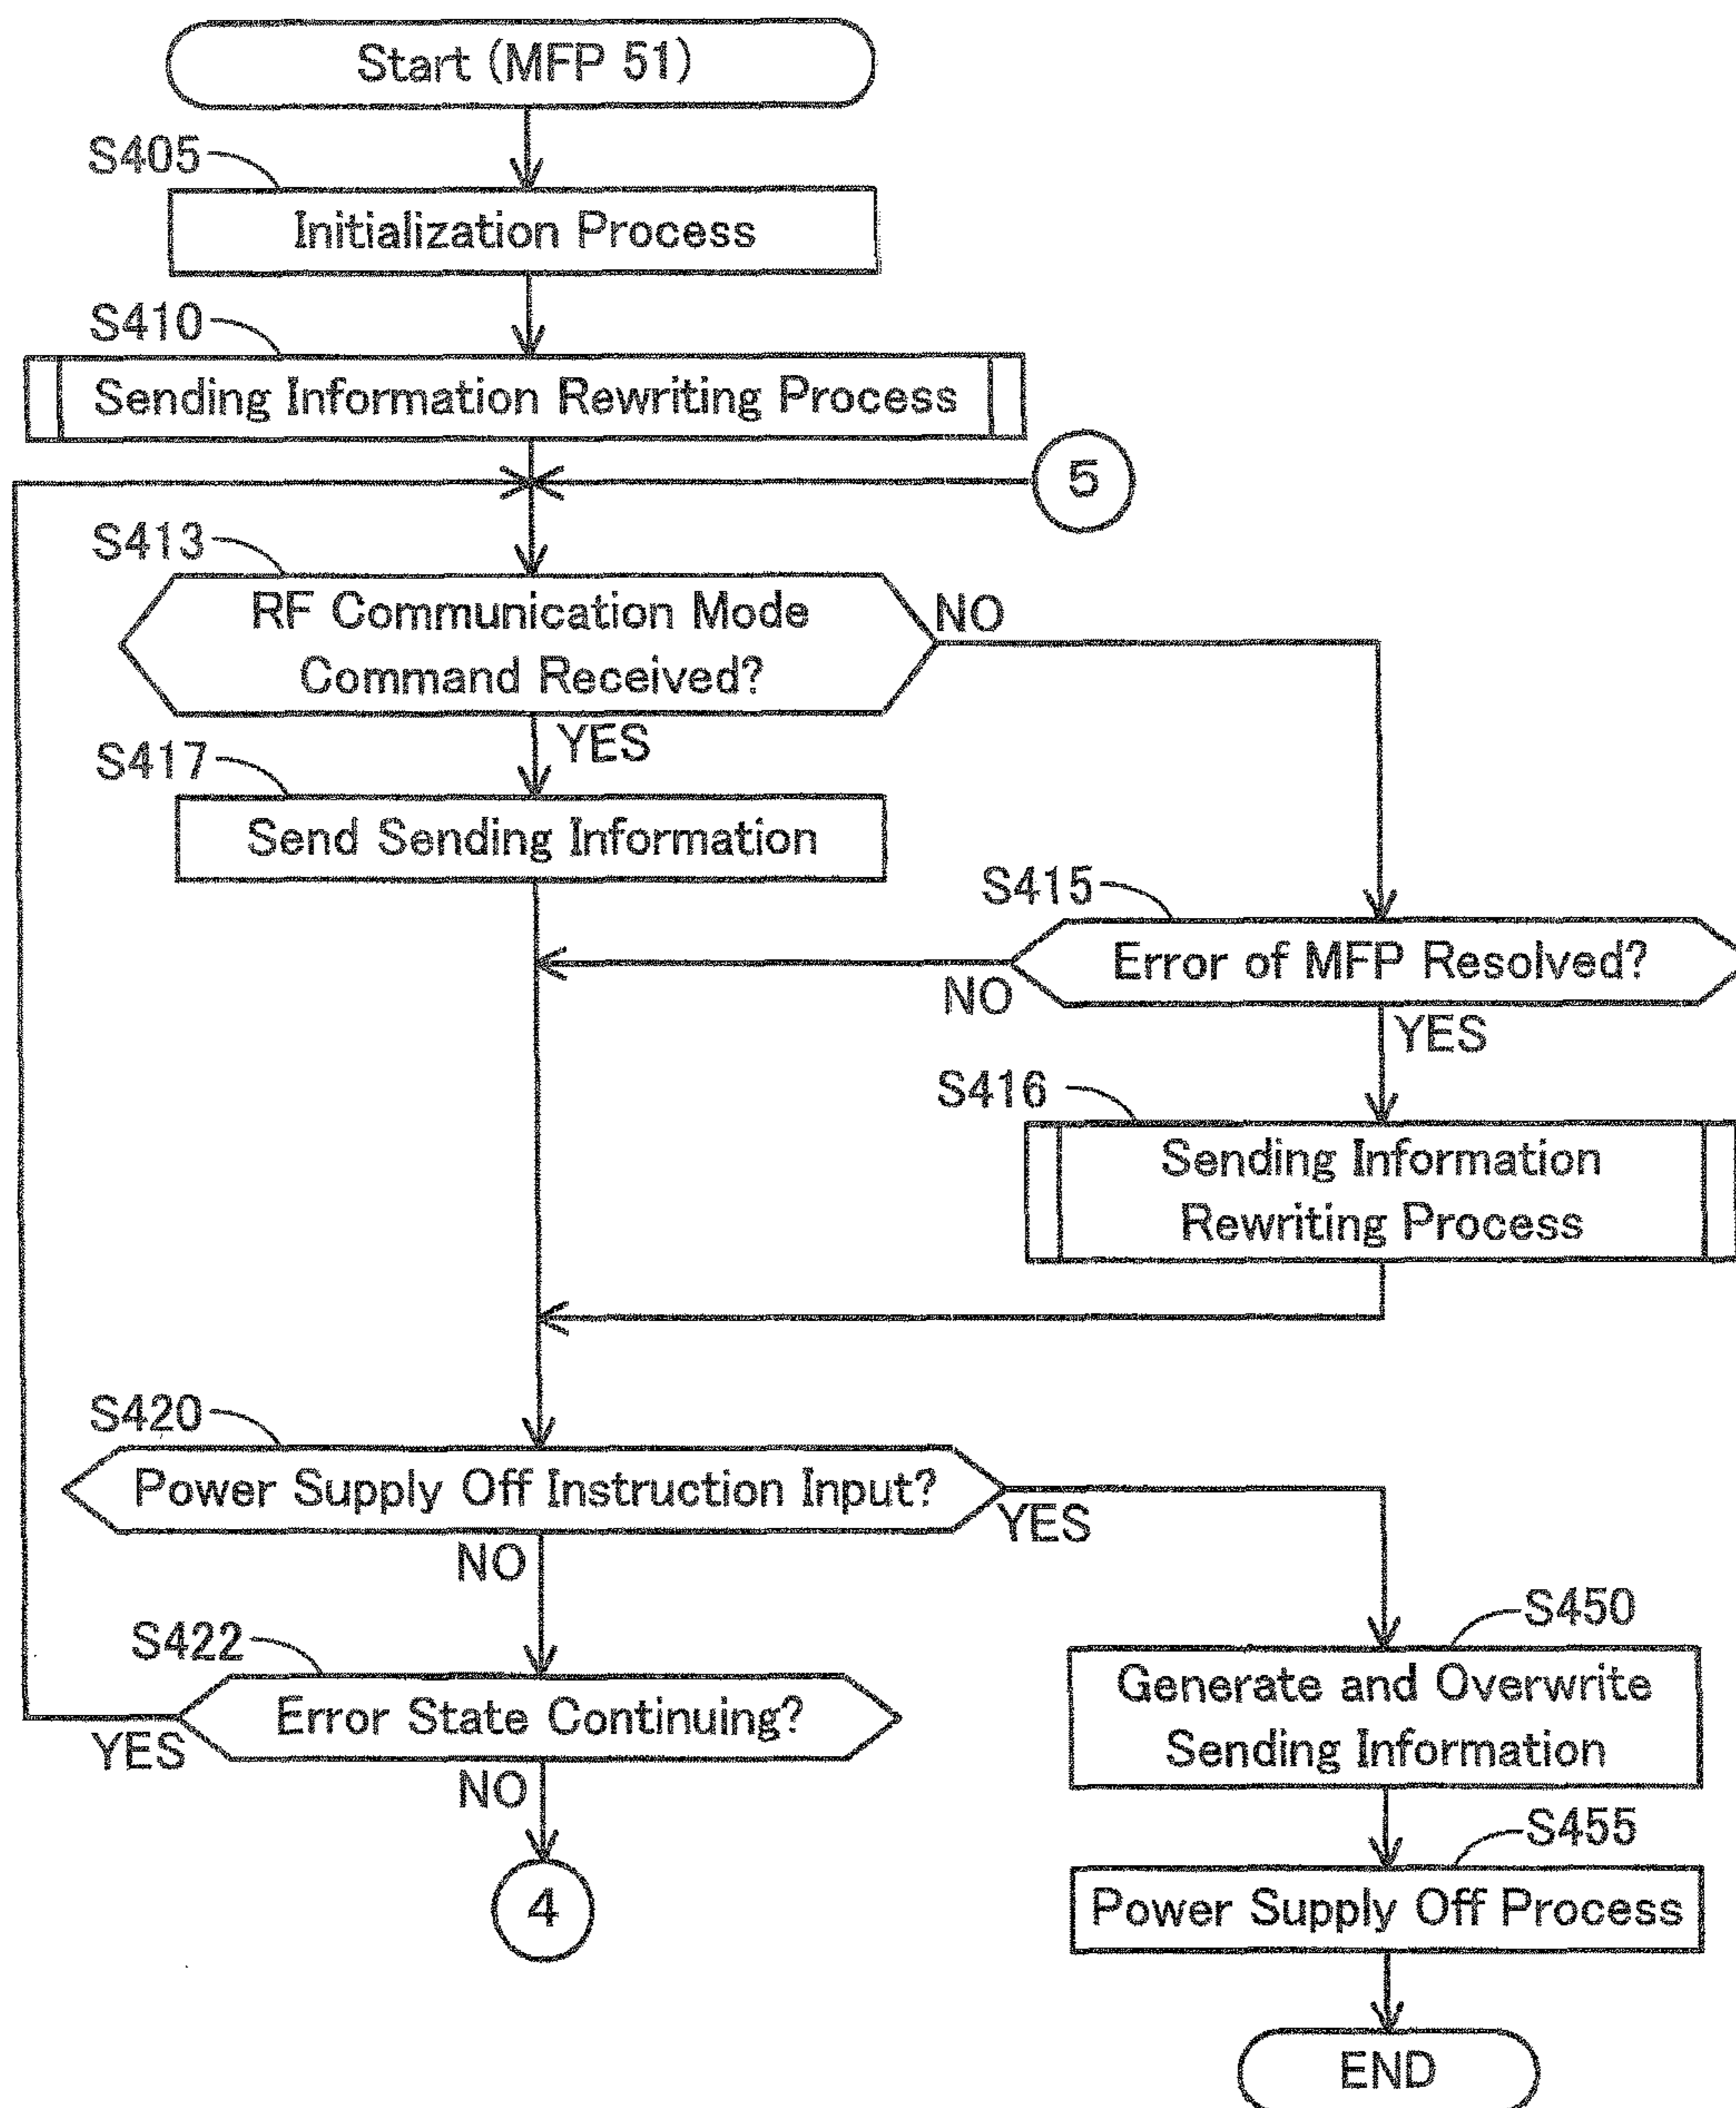 Start (MFP 51)
S405
Initialization Process
S410
Sending Information Rewriting Process
5
S413
RF Communication Mode
Command Received?
NO
YES
S417
Send Sending Information
S415
Error of MFP Resolved?
NO
YES
S416
Sending Information
Rewriting Process
S420
Power Supply Off Instruction Input?
YES
NO
S450
Generate and Overwrite
Sending Information
S422
Error State Continuing?
YES
NO
S455
Power Supply Off Process
4
END